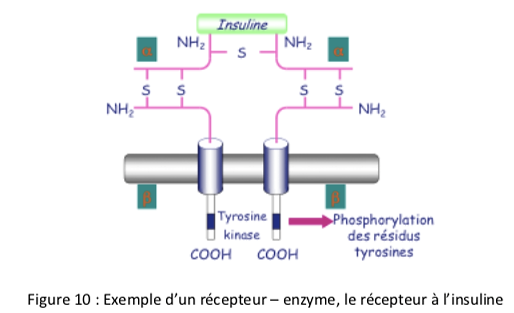 Insuline
α NH2 NH2 α
S
S S S S
NH2 NH2
β β
Tyrosine
kinase
Phosphorylation
des résidus
tyrosines
COOH COOH
Figure 10 : Exemple d’un récepteur – enzyme, le récepteur à l’insuline